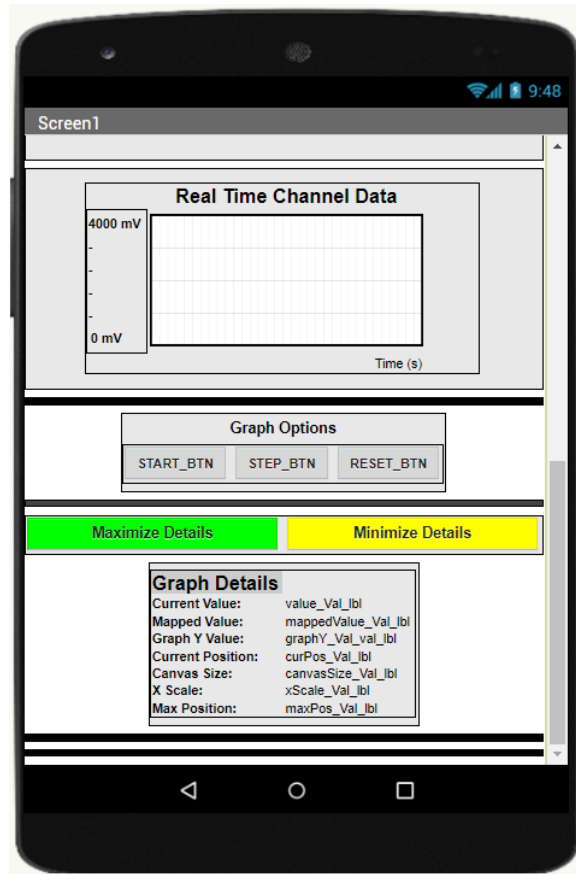 9:48
Screen1
Real Time Channel Data
4000 mV
-
-
-
-
0 mV
Time (s)
Graph Options
START_BTN STEP_BTN RESET_BTN
Maximize Details Minimize Details
Graph Details
Current Value: value_Val_lbl
Mapped Value: mappedValue_Val_lbl
Graph Y Value: graphY_Val_val_lbl
Current Position: curPos_Val_lbl
Canvas Size: canvasSize_Val_lbl
X Scale: xScale_Val_lbl
Max Position: maxPos_Val_lbl